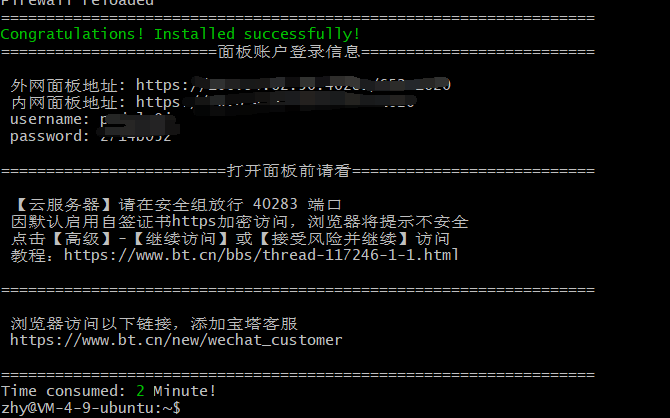 Firewall reloaded
==================================================================
Congratulations! Installed successfully!
========================面板账户登录信息==========================

外网面板地址: https://
内网面板地址: https:
username:
password:

=========================打开面板前请看===========================

【云服务器】请在安全组放行 40283 端口
因默认启用自签证书https加密访问，浏览器将提示不安全
点击【高级】-【继续访问】或【接受风险并继续】访问
教程：https://www.bt.cn/bbs/thread-117246-1-1.html

==================================================================

浏览器访问以下链接，添加宝塔客服
https://www.bt.cn/new/wechat_customer

==================================================================
Time consumed: 2 Minute!
zhy@VM-4-9-ubuntu:~$